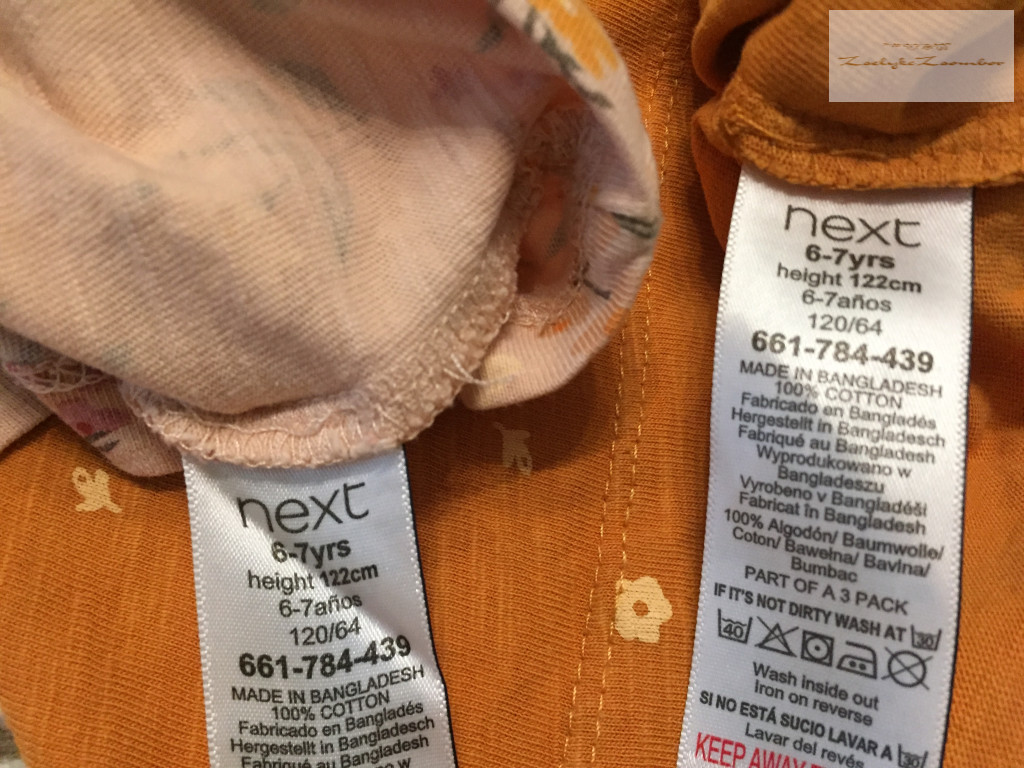 next
6-7yrs
height 122cm
6-7años
120/64
661-784-439
MADE IN BANGLADESH
100% COTTON
Fabricado en Bangladés
Hergestellt in Bangladesch
Fabriqué au Bangladesh
next
6-7yrs
height 122cm
6-7años
120/64
661-784-439
MADE IN BANGLADESH
100% COTTON
Fabricado en Bangladés
Hergestellt in Bangladesch
Fabriqué au Bangladesh
Wyprodukowano w
Bangladeszu
Vyrobeno v Bangladéši
Fabricat în Bangladesh
100% Algodón/ Baumwolle/
Coton/ Bawełna/ Bavlna/
Bumbac
PART OF A 3 PACK
IF IT'S NOT DIRTY WASH AT 30
40
Wash inside out
Iron on reverse
SI NO ESTÁ SUCIO LAVAR A 30
Lavar del revés
KEEP AWAY